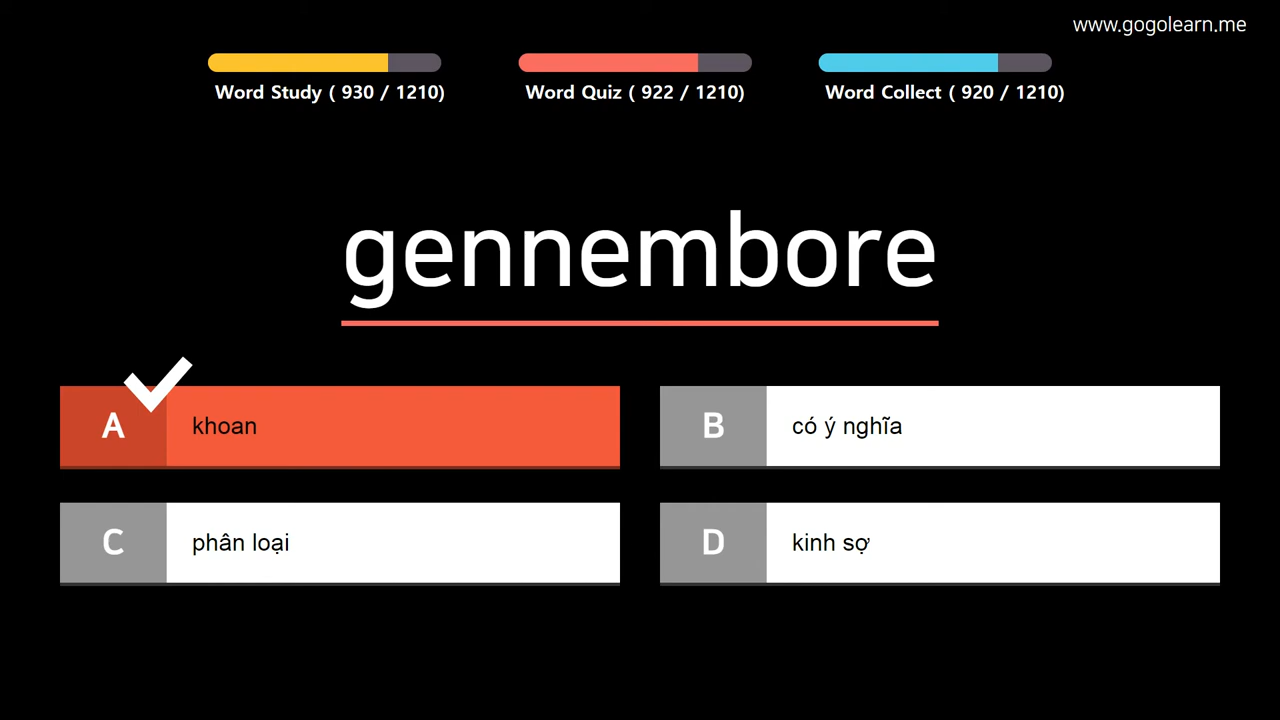 www.gogolearn.me
Word Study ( 930 / 1210)
Word Quiz ( 922 / 1210)
Word Collect ( 920 / 1210)
gennembore
A khoan
B có ý nghĩa
C phân loại
D kinh sợ